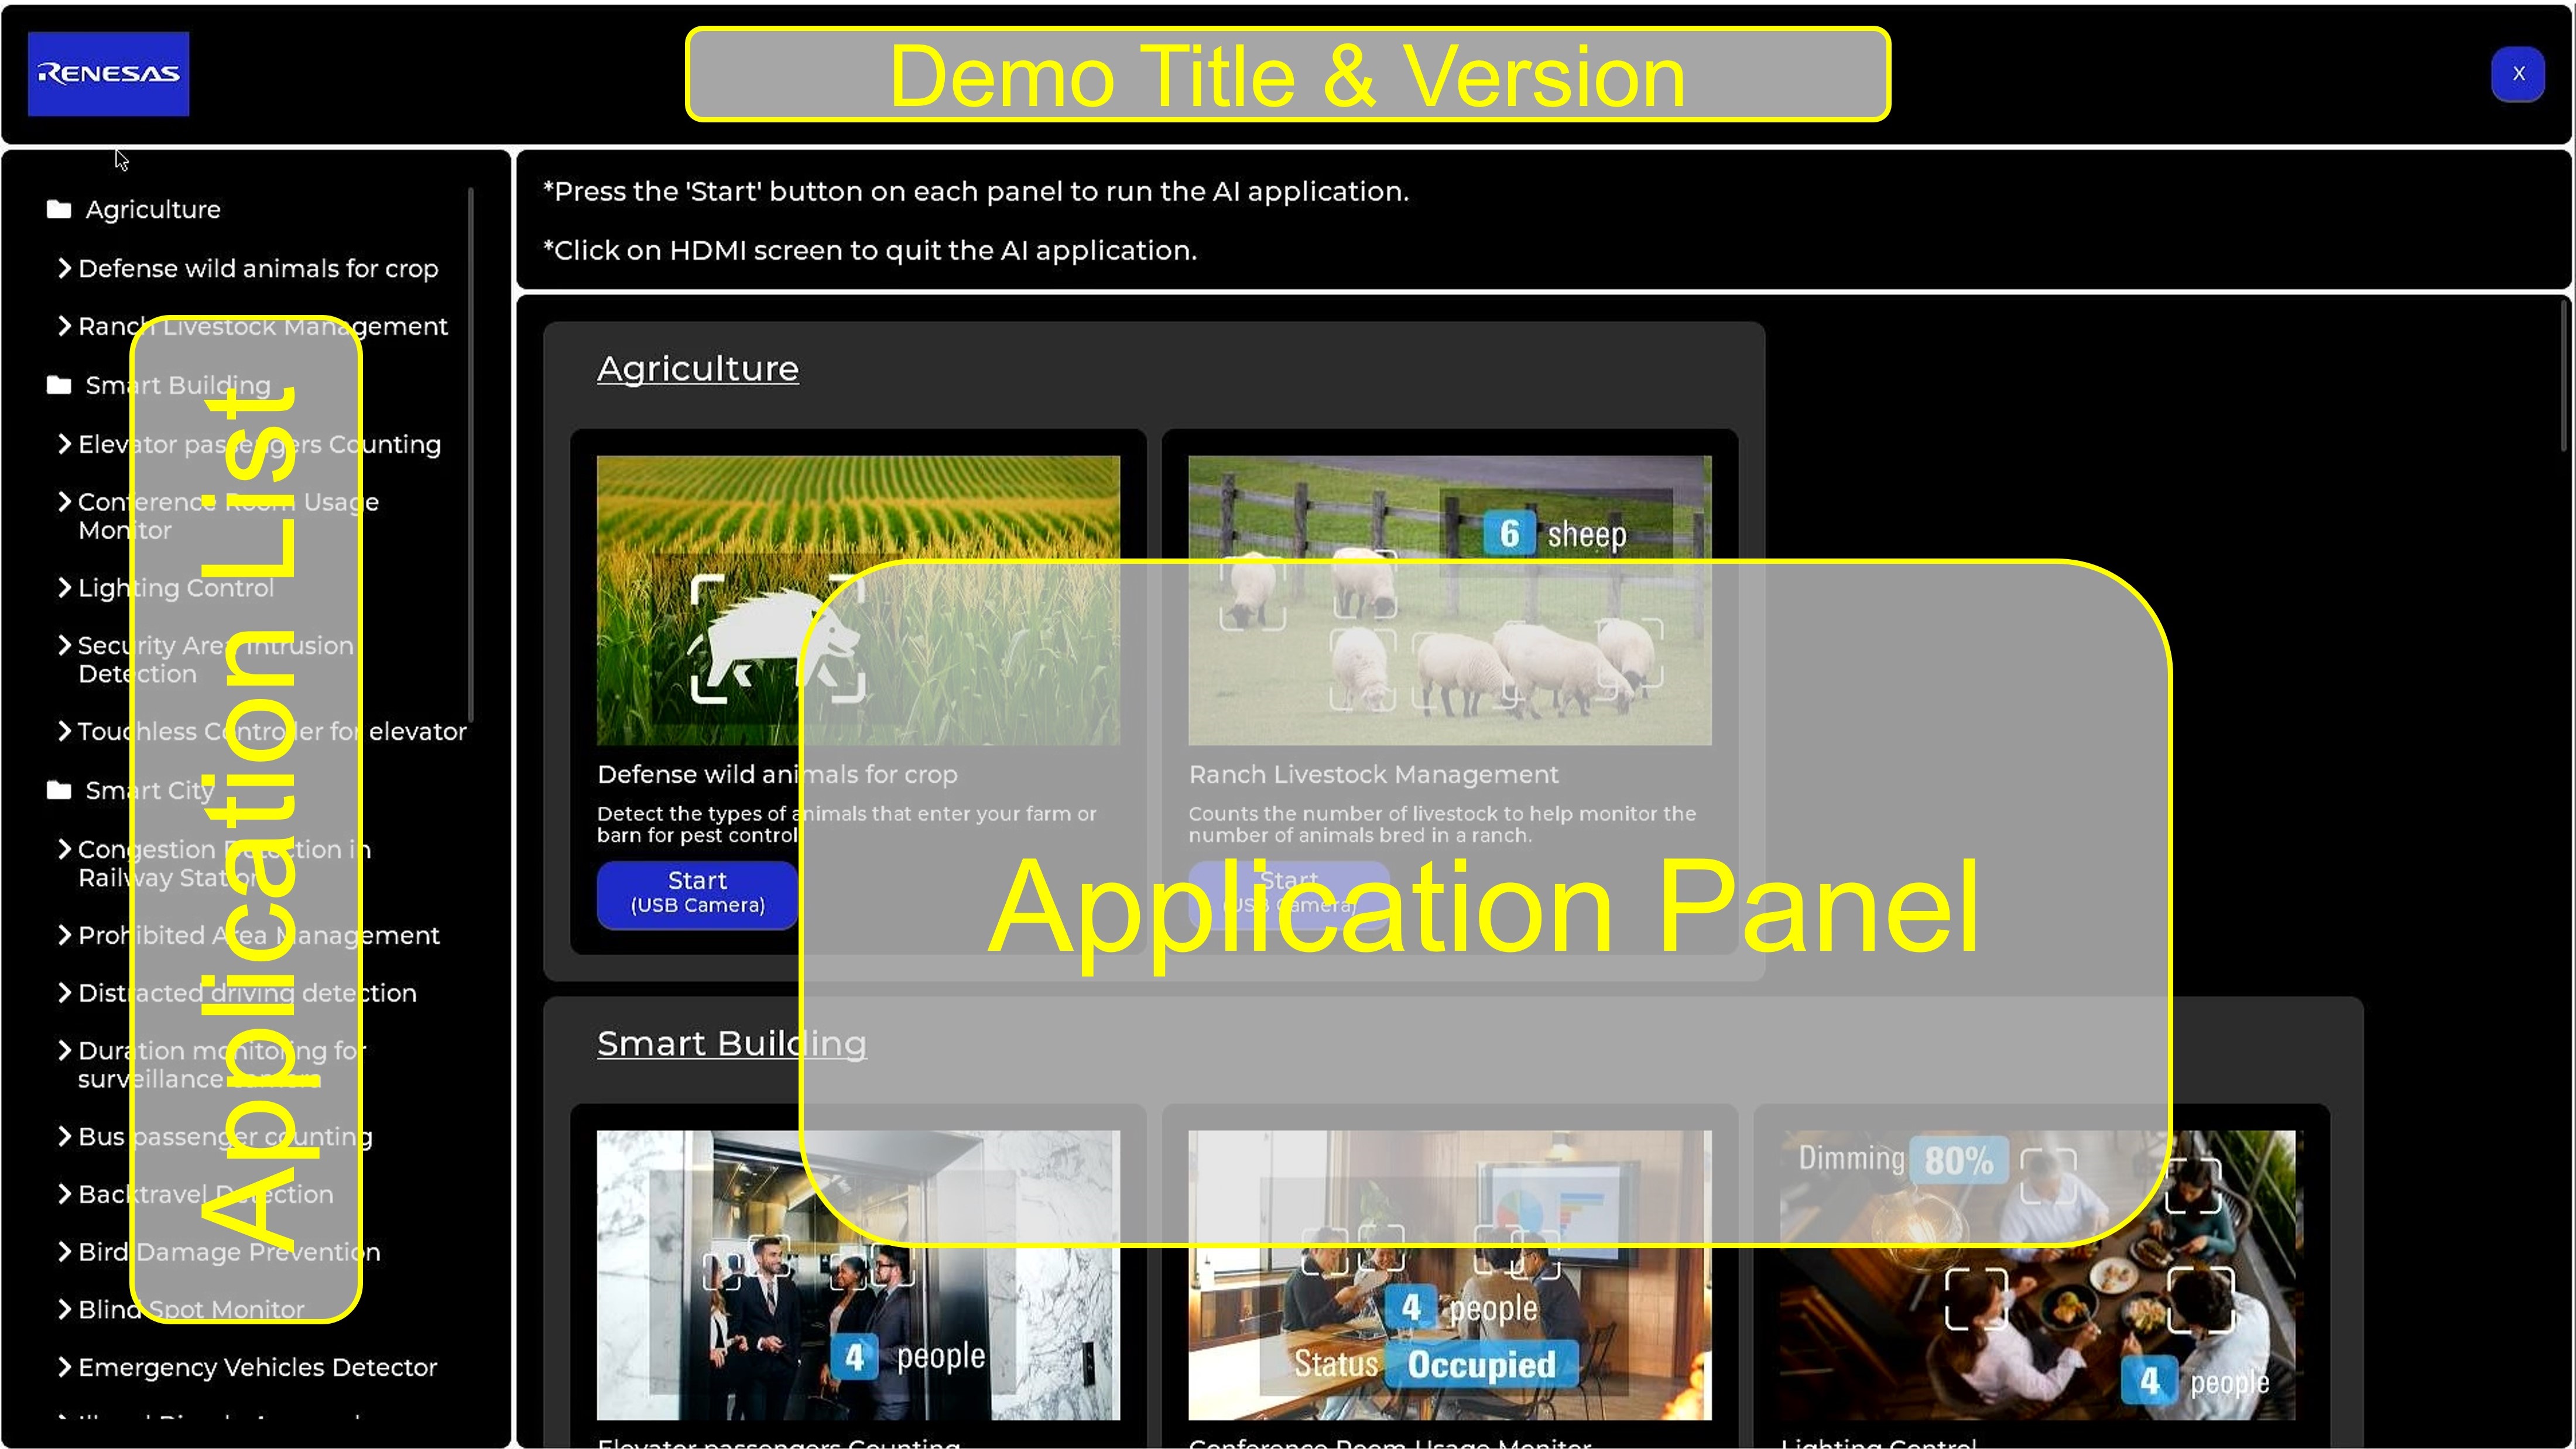 RENESAS
Demo Title & Version
X
Agriculture
Defense wild animals for crop
Ranch Livestock Management
Smart Building
Elevator passengers Counting
Conference Room Usage
Monitor
Lighting Control
Security Area Intrusion
Detection
Touchless Controller for elevator
Smart City
Congestion Detection in
Railway Station
Prohibited Area Management
Distracted driving detection
Duration monitoring for
surveillance camera
Bus passenger counting
Backtravel Detection
Bird Damage Prevention
Blind Spot Monitor
Emergency Vehicles Detector
Application List
*Press the 'Start' button on each panel to run the AI application.
*Click on HDMI screen to quit the AI application.
Agriculture
6 sheep
Defense wild animals for crop
Detect the types of animals that enter your farm or
barn for pest control
Start
(USB Camera)
Ranch Livestock Management
Counts the number of livestock to help monitor the
number of animals bred in a ranch.
Start
(USB Camera)
Application Panel
Smart Building
4 people
4 people
Status Occupied
Dimming 80%
4 people
Elevator passengers Counting
Conference Room Usage Monitor
Lighting Control